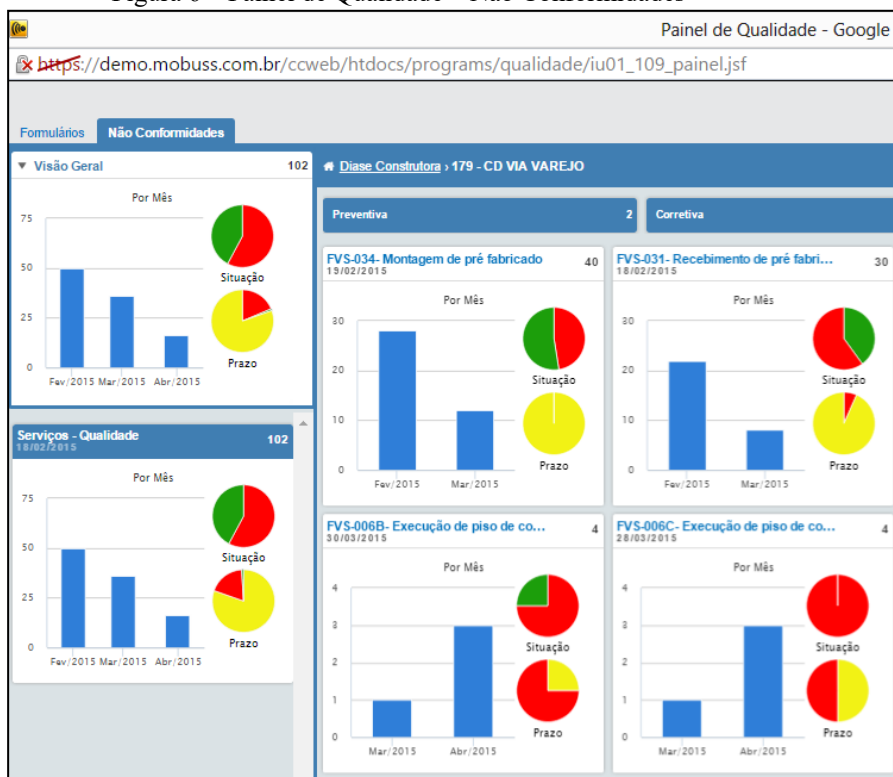 Figura 6 - Painel de Qualidade - Não Conformidades
Painel de Qualidade - Google
https://demo.mobuss.com.br/ccweb/htdocs/programs/qualidade/iu01_109_painel.jsf
Formulários
Não Conformidades
Visão Geral 102
Por Mês
75
50
25
0
Fev/2015 Mar/2015 Abr/2015
Situação
Prazo
Serviços - Qualidade 102
18/02/2015
Por Mês
75
50
25
0
Fev/2015 Mar/2015 Abr/2015
Situação
Prazo
Diase Construtora › 179 - CD VIA VAREJO
Preventiva 2
Corretiva
FVS-034- Montagem de pré fabricado 40
19/02/2015
Por Mês
30
20
10
0
Fev/2015 Mar/2015
Situação
Prazo
FVS-031- Recebimento de pré fabri... 30
18/02/2015
Por Mês
30
20
10
0
Fev/2015 Mar/2015
Situação
Prazo
FVS-006B- Execução de piso de co... 4
30/03/2015
Por Mês
4
3
2
1
0
Mar/2015 Abr/2015
Situação
Prazo
FVS-006C- Execução de piso de co... 4
28/03/2015
Por Mês
4
3
2
1
0
Mar/2015 Abr/2015
Situação
Prazo